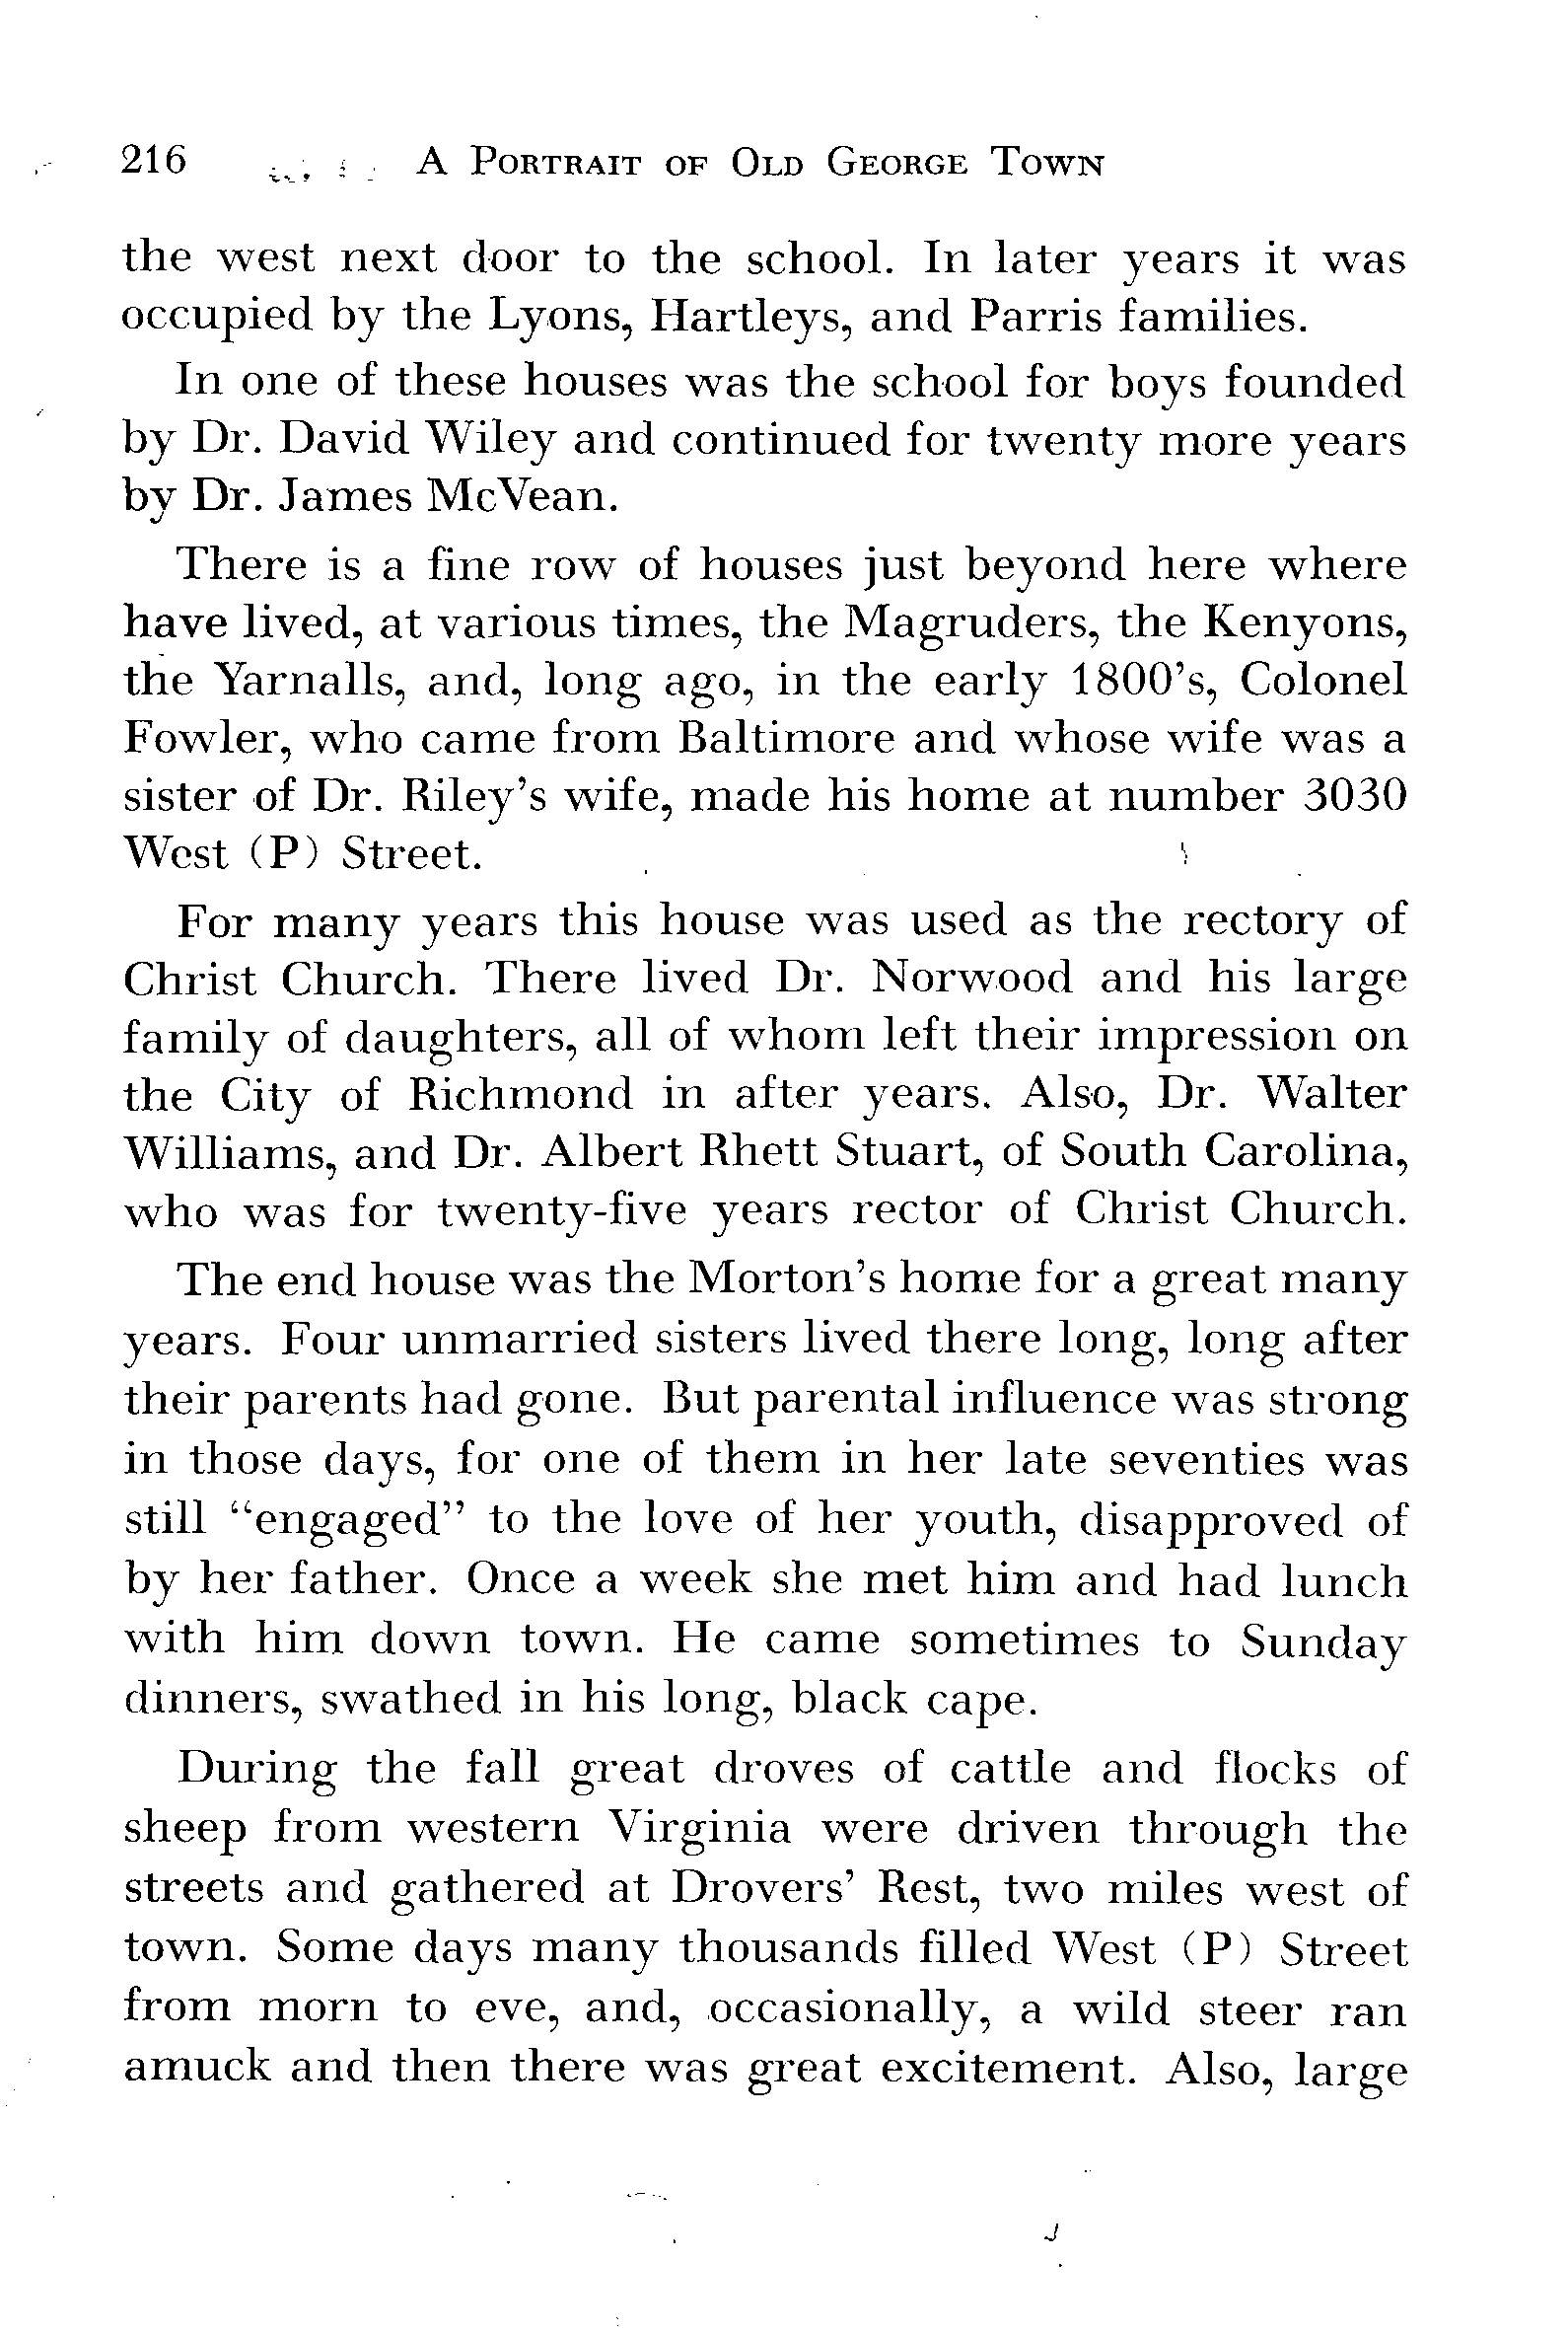 216 A Portrait of Old George Town
the west next door to the school. In later years it was
occupied by the Lyons, Hartleys, and Parris families.
In one of these houses was the school for boys founded
by Dr. David Wiley and continued for twenty more years
by Dr. James McVean.
There is a fine row of houses just beyond here where
have lived, at various times, the Magruders, the Kenyons,
the Yarnalls, and, long ago, in the early 1800's, Colonel
Fowler, who came from Baltimore and whose wife was a
sister of Dr. Riley's wife, made his home at number 3030
West (P) Street.
For many years this house was used as the rectory of
Christ Church. There lived Dr. Norwood and his large
family of daughters, all of whom left their impression on
the City of Richmond in after years. Also, Dr. Walter
Williams, and Dr. Albert Rhett Stuart, of South Carolina,
who was for twenty-five years rector of Christ Church.
The end house was the Morton's home for a great many
years. Four unmarried sisters lived there long, long after
their parents had gone. But parental influence was strong
in those days, for one of them in her late seventies was
still "engaged" to the love of her youth, disapproved of
by her father. Once a week she met him and had lunch
with him down town. He came sometimes to Sunday
dinners, swathed in his long, black cape.
During the fall great droves of cattle and flocks of
sheep from western Virginia were driven through the
streets and gathered at Drovers' Rest, two miles west of
town. Some days many thousands filled West (P) Street
from morn to eve, and, occasionally, a wild steer ran
amuck and then there was great excitement. Also, large